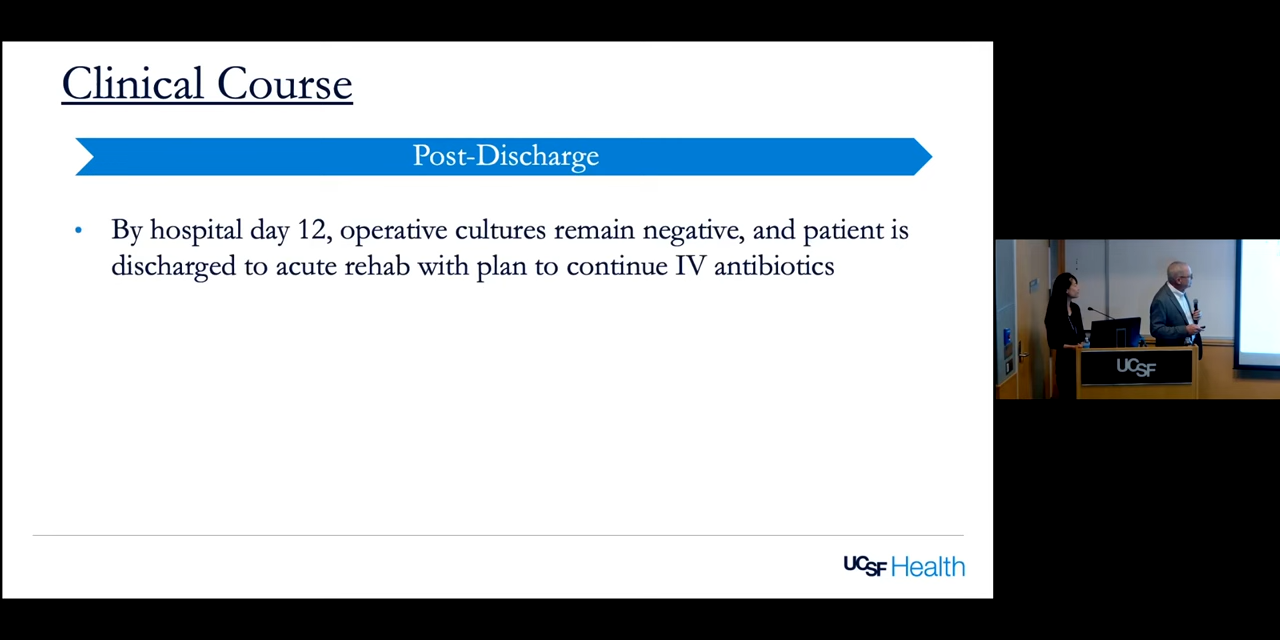 Clinical Course
Post-Discharge
• By hospital day 12, operative cultures remain negative, and patient is
discharged to acute rehab with plan to continue IV antibiotics
UCSF Health
UCSF